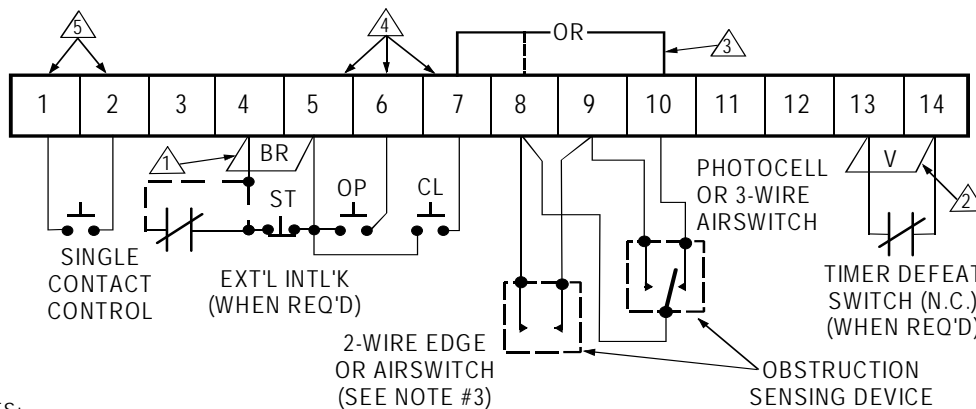 5
4
OR
3
1 2 3 4 5 6 7 8 9 10 11 12 13 14
1
BR
V
2
ST
OP
CL
PHOTOCELL
OR 3-WIRE
AIRSWITCH
SINGLE
CONTACT
CONTROL
EXT'L INTL'K
(WHEN REQ'D)
2-WIRE EDGE
OR AIRSWITCH
(SEE NOTE #3)
TIMER DEFEAT
SWITCH (N.C.)
(WHEN REQ'D)
OBSTRUCTION
SENSING DEVICE